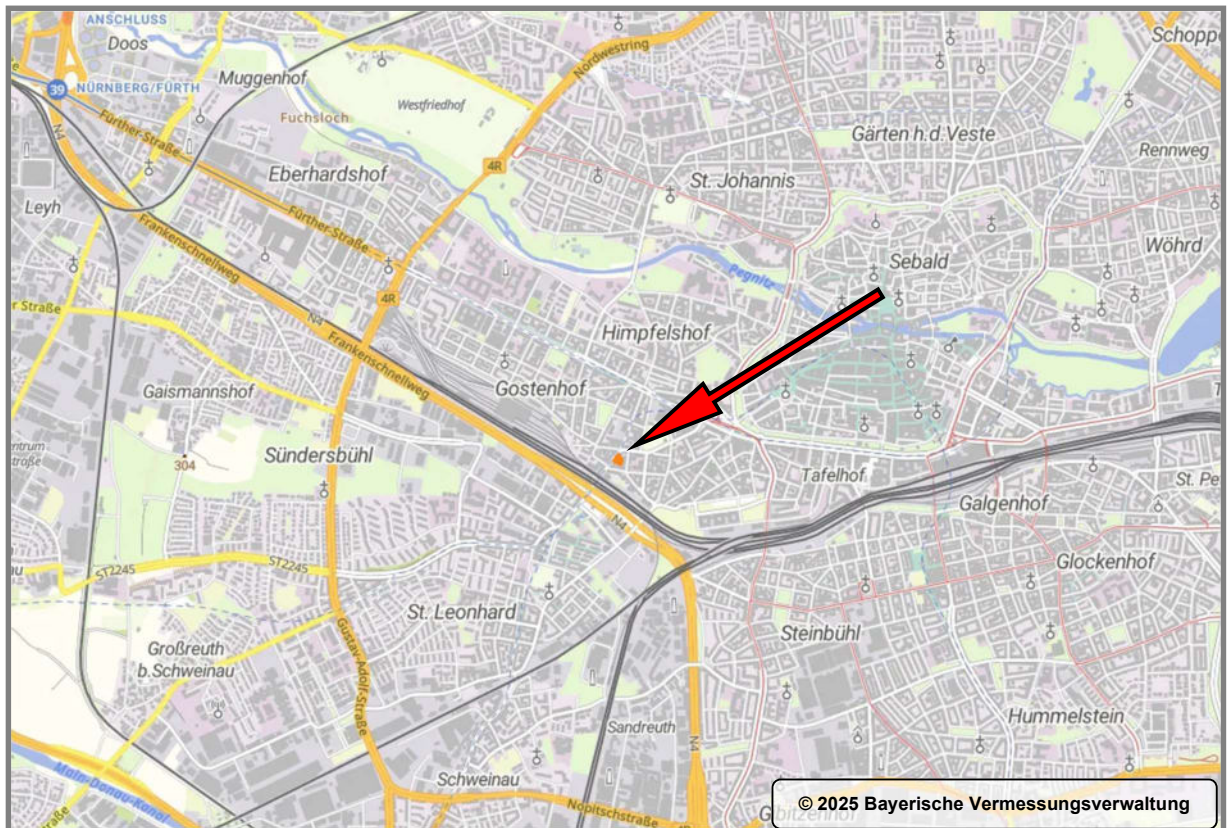 ANSCHLUSS
Doos
Schoppe
Nordwestring
Muggenhof
39
NÜRNBERG/FÜRTH
Westfriedhof
Fuchsloch
Gärten h.d.Veste
Fürther-Straße
N4
Rennweg
4R
Eberhardshof
St. Johannis
Leyh
Fürther-Straße
Wöhrd
Frankenschnellweg
Sebald
Pegnitz
4R
r Straße
N4
Himpfelshof
Frankenschnellweg
Gostenhof
Gaismannshof
Sündersbühl
304
Tafelhof
St. Pe
Galgenhof
N4
ST2245
ST2245
Glockenhof
St. Leonhard
Steinbühl
Großreuth
b.Schweinau
Gustav-Adolf-Straße
Sandreuth
Hummelstein
N4
Main-Donau-Kanal
Schweinau
Nopitschstraße
Gibitzenhof
© 2025 Bayerische Vermessungsverwaltung